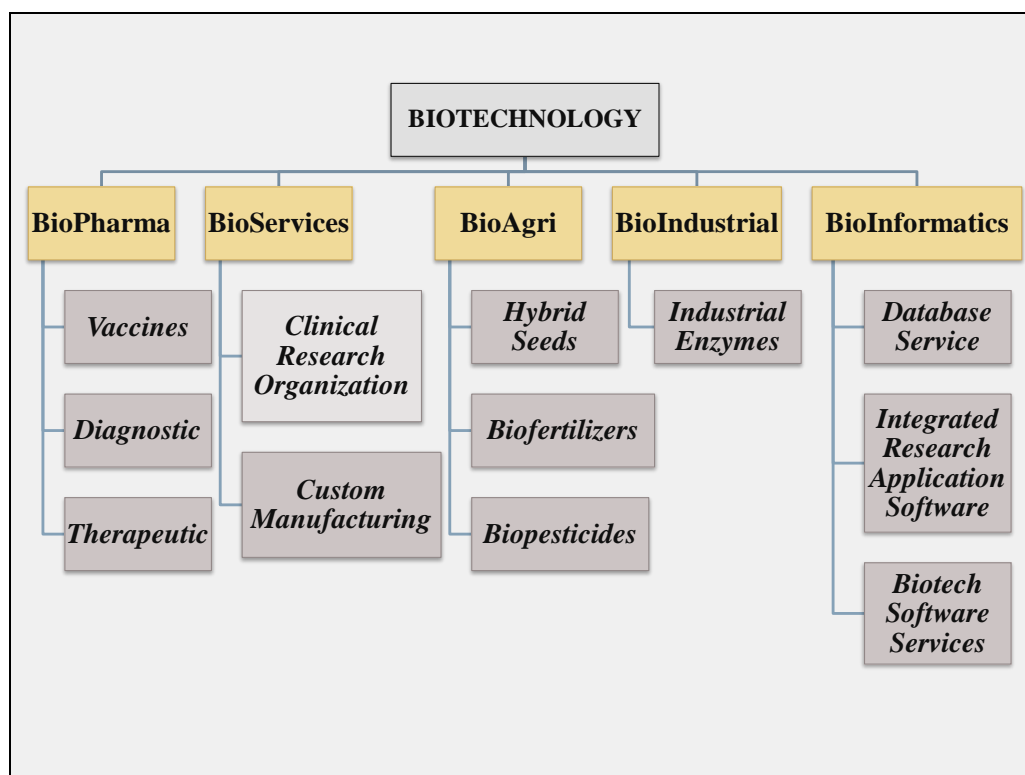 BIOTECHNOLOGY
BioPharma
Vaccines
Diagnostic
Therapeutic
BioServices
Clinical
Research
Organization
Custom
Manufacturing
BioAgri
Hybrid
Seeds
Biofertilizers
Biopesticides
BioIndustrial
Industrial
Enzymes
BioInformatics
Database
Service
Integrated
Research
Application
Software
Biotech
Software
Services